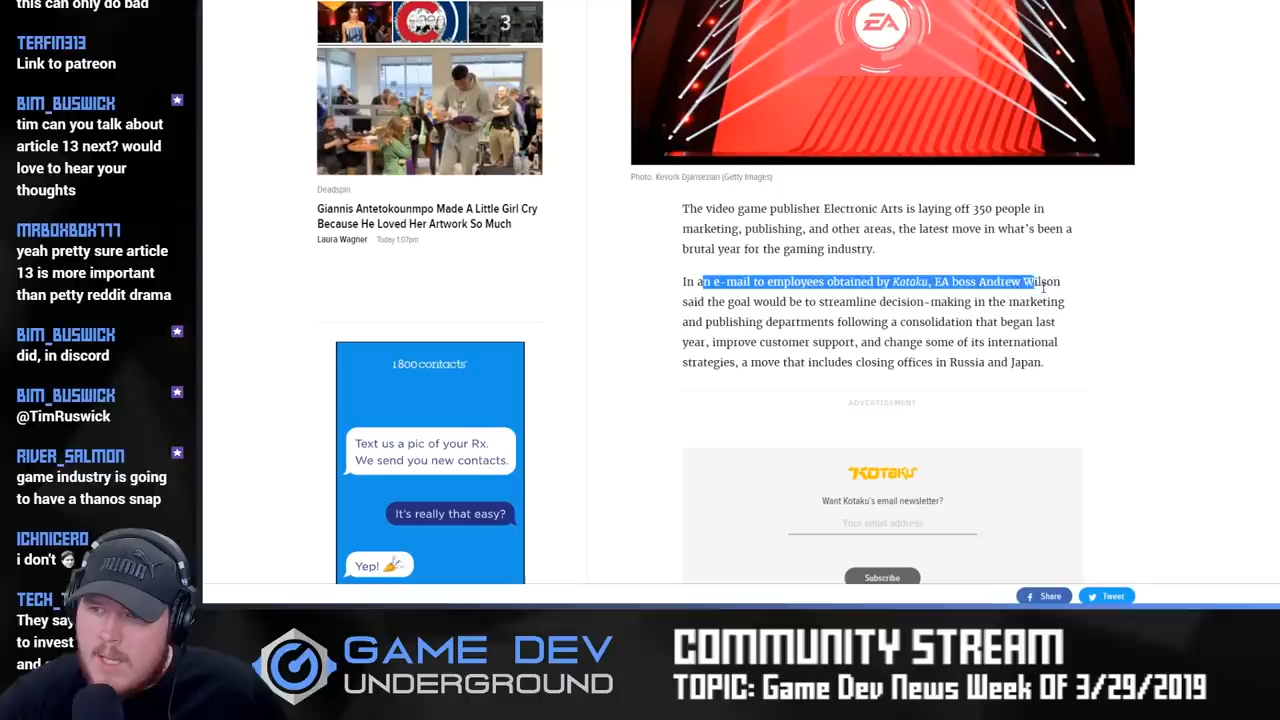 this can only do bad
TERFIN313
Link to patreon
BIM_BUSWICK
tim can you talk about
article 13 next? would
love to hear your
thoughts
MRBOXBOX777
yeah pretty sure article
13 is more important
than petty reddit drama
BIM_BUSWICK
did, in discord
BIM_BUSWICK
@TimRuswick
RIVER_SALMON
game industry is going
to have a thanos snap
ICHNICERO
i don't
TECH_
They say
to invest
and
3
Deadspin
Giannis Antetokounmpo Made A Little Girl Cry
Because He Loved Her Artwork So Much
Laura Wagner Today 1:07pm
1 800 contacts
Text us a pic of your Rx.
We send you new contacts.
It's really that easy?
Yep!
EA
Photo: Kevork Djansezian (Getty Images)
The video game publisher Electronic Arts is laying off 350 people in
marketing, publishing, and other areas, the latest move in what's been a
brutal year for the gaming industry.
In an e-mail to employees obtained by Kotaku, EA boss Andrew Wilson
said the goal would be to streamline decision-making in the marketing
and publishing departments following a consolidation that began last
year, improve customer support, and change some of its international
strategies, a move that includes closing offices in Russia and Japan.
ADVERTISEMENT
KOTAKU
Want Kotaku's email newsletter?
Your email address
Subscribe
Share
Tweet
PUMA
GAME DEV
UNDERGROUND
COMMUNITY STREAM
TOPIC: Game Dev News Week OF 3/29/2019